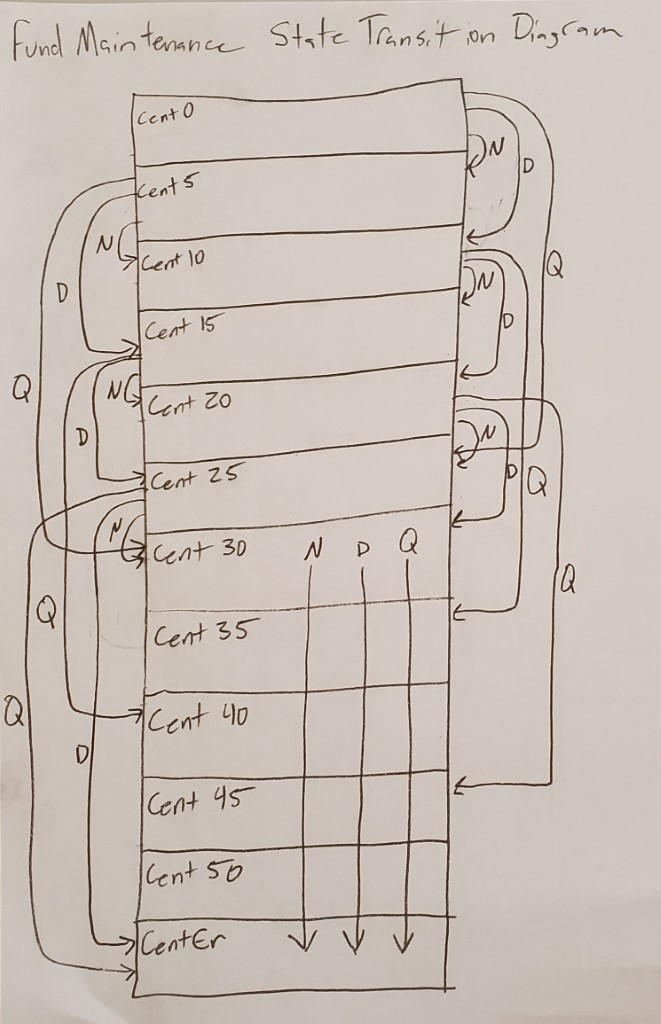 Fund Maintenance State Transition Diagram
Cent 0
N
D
Cent 5
N
Cent 10
Q
N
D
Cent 15
D
Q
N
Cent 20
D
N
Cent 25
D
Q
N
Cent 30
N
D
Q
Q
Q
Cent 35
Q
Cent 40
D
Cent 45
Cent 50
CentEr